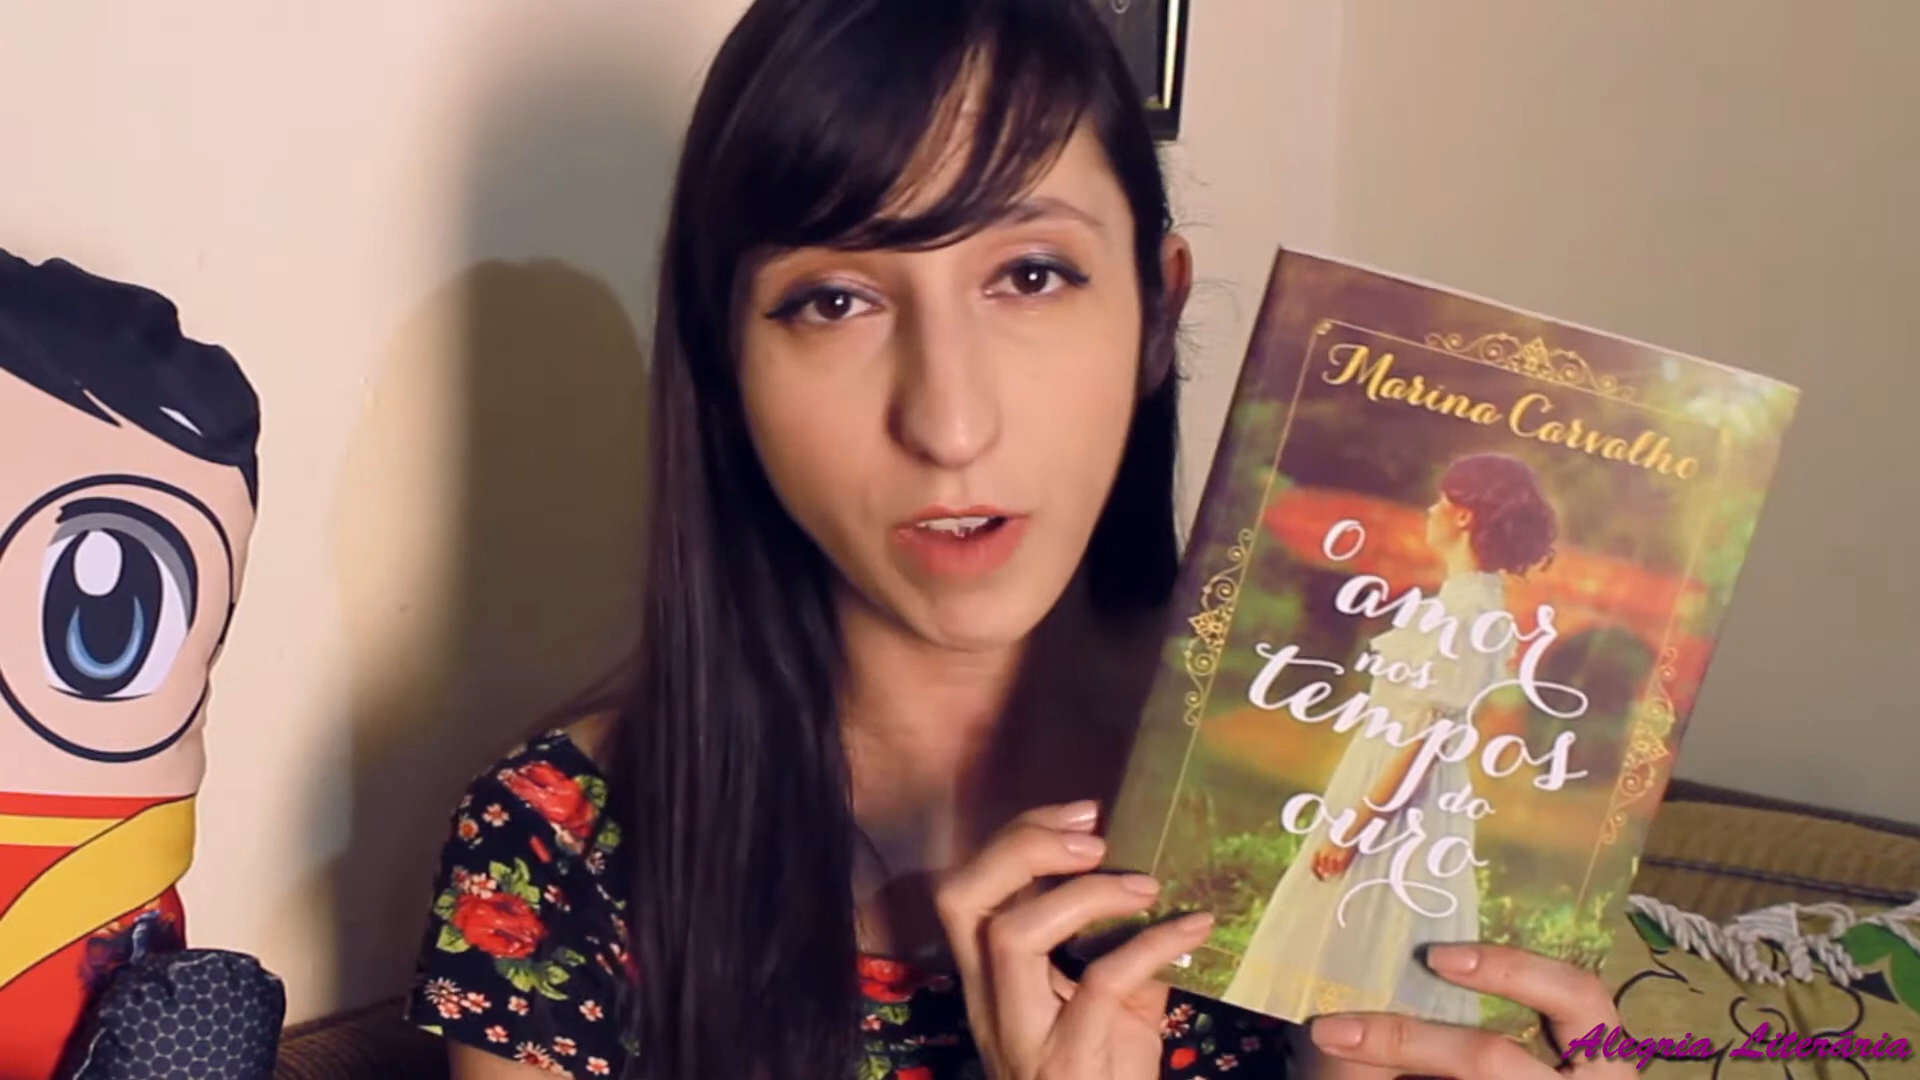 Marina Carvalho
O
amor
nos
tempos
do
ouro
Alegria Literária